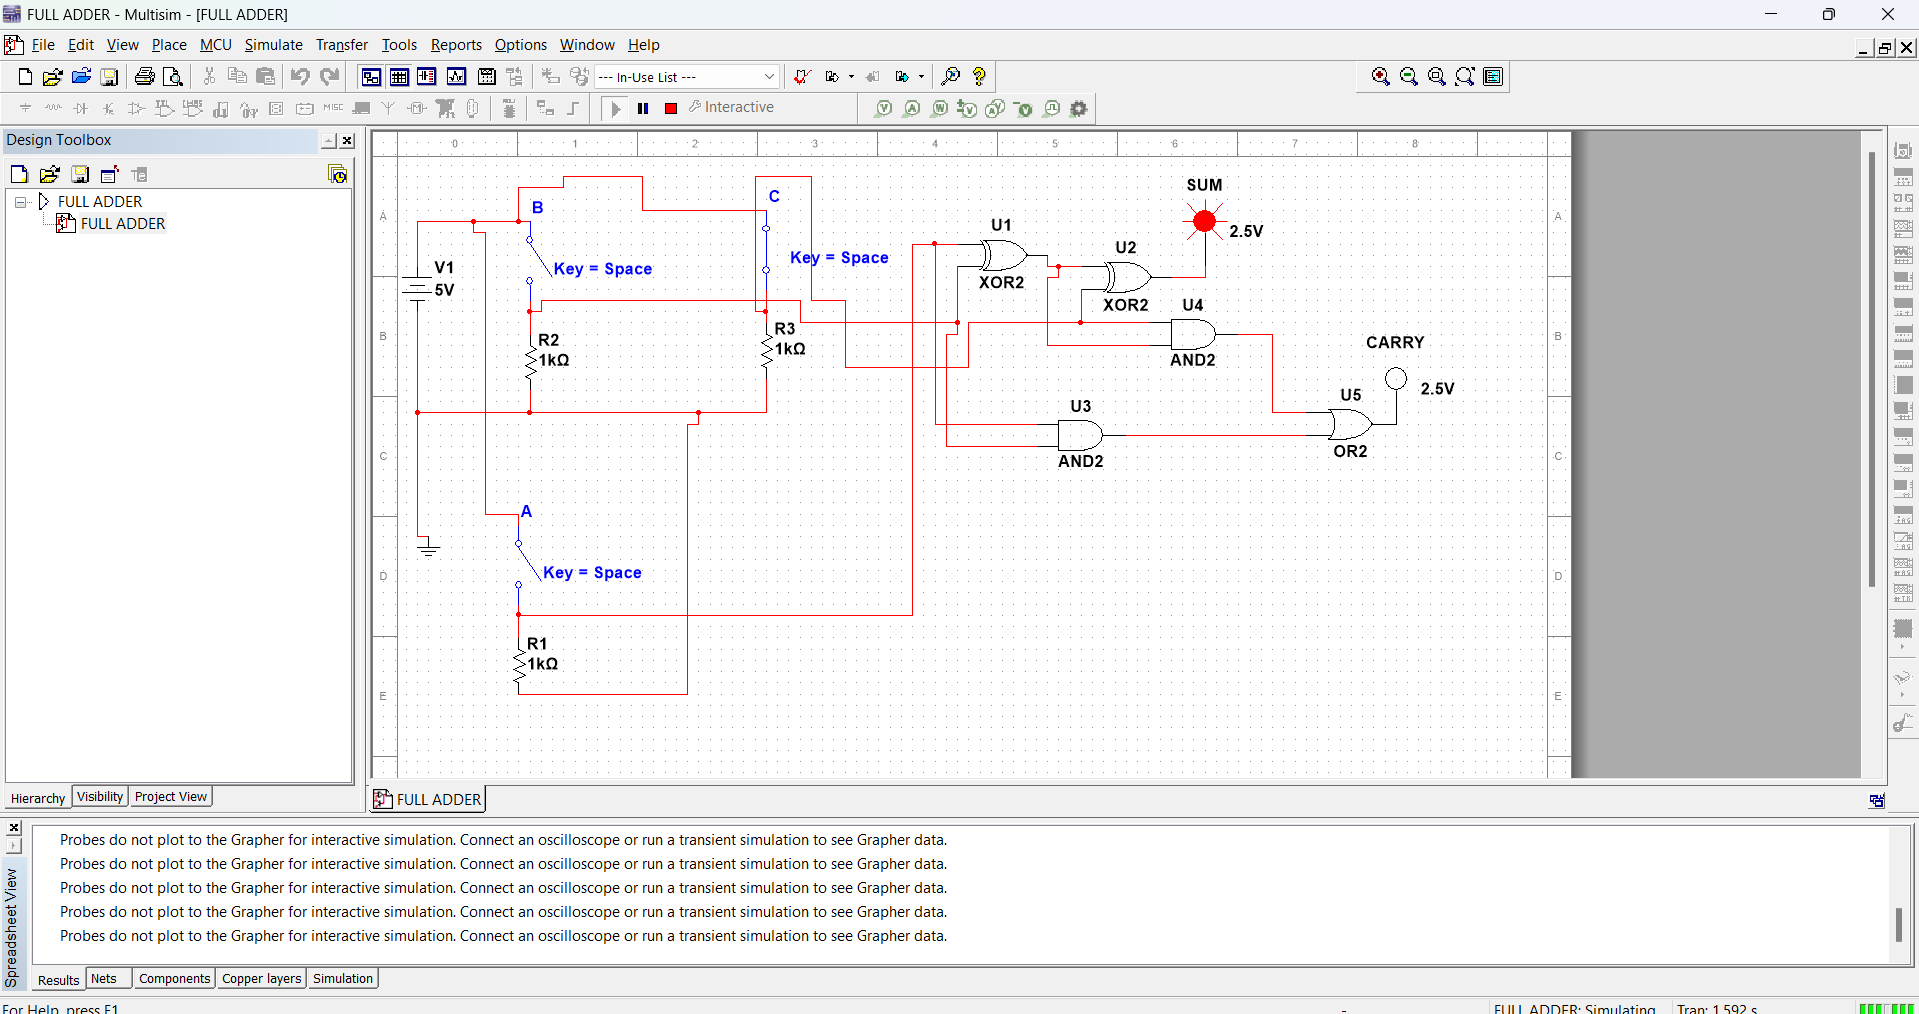 FULL ADDER - Multisim - [FULL ADDER]
File Edit View Place MCU Simulate Transfer Tools Reports Options Window Help
--- In-Use List ---
MISC
Interactive
Design Toolbox
FULL ADDER
FULL ADDER
Hierarchy Visibility Project View
0 1 2 3 4 5 6 7 8
A A
B B
C C
D D
E E
V1
5V
B
Key = Space
C
Key = Space
R2
1kΩ
R3
1kΩ
A
Key = Space
R1
1kΩ
U1
XOR2
U2
XOR2
SUM
2.5V
U4
AND2
U3
AND2
CARRY
2.5V
U5
OR2
FULL ADDER
Spreadsheet View
Probes do not plot to the Grapher for interactive simulation. Connect an oscilloscope or run a transient simulation to see Grapher data.
Probes do not plot to the Grapher for interactive simulation. Connect an oscilloscope or run a transient simulation to see Grapher data.
Probes do not plot to the Grapher for interactive simulation. Connect an oscilloscope or run a transient simulation to see Grapher data.
Probes do not plot to the Grapher for interactive simulation. Connect an oscilloscope or run a transient simulation to see Grapher data.
Probes do not plot to the Grapher for interactive simulation. Connect an oscilloscope or run a transient simulation to see Grapher data.
Results Nets Components Copper layers Simulation
For Help, press F1 - FULL ADDER: Simulating Tran: 1.592 s